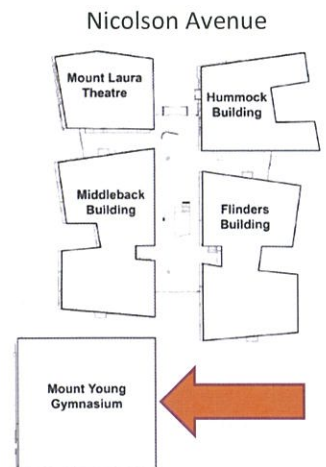 Nicolson Avenue
Mount Laura
Theatre
Hummock
Building
Middleback
Building
Flinders
Building
Mount Young
Gymnasium